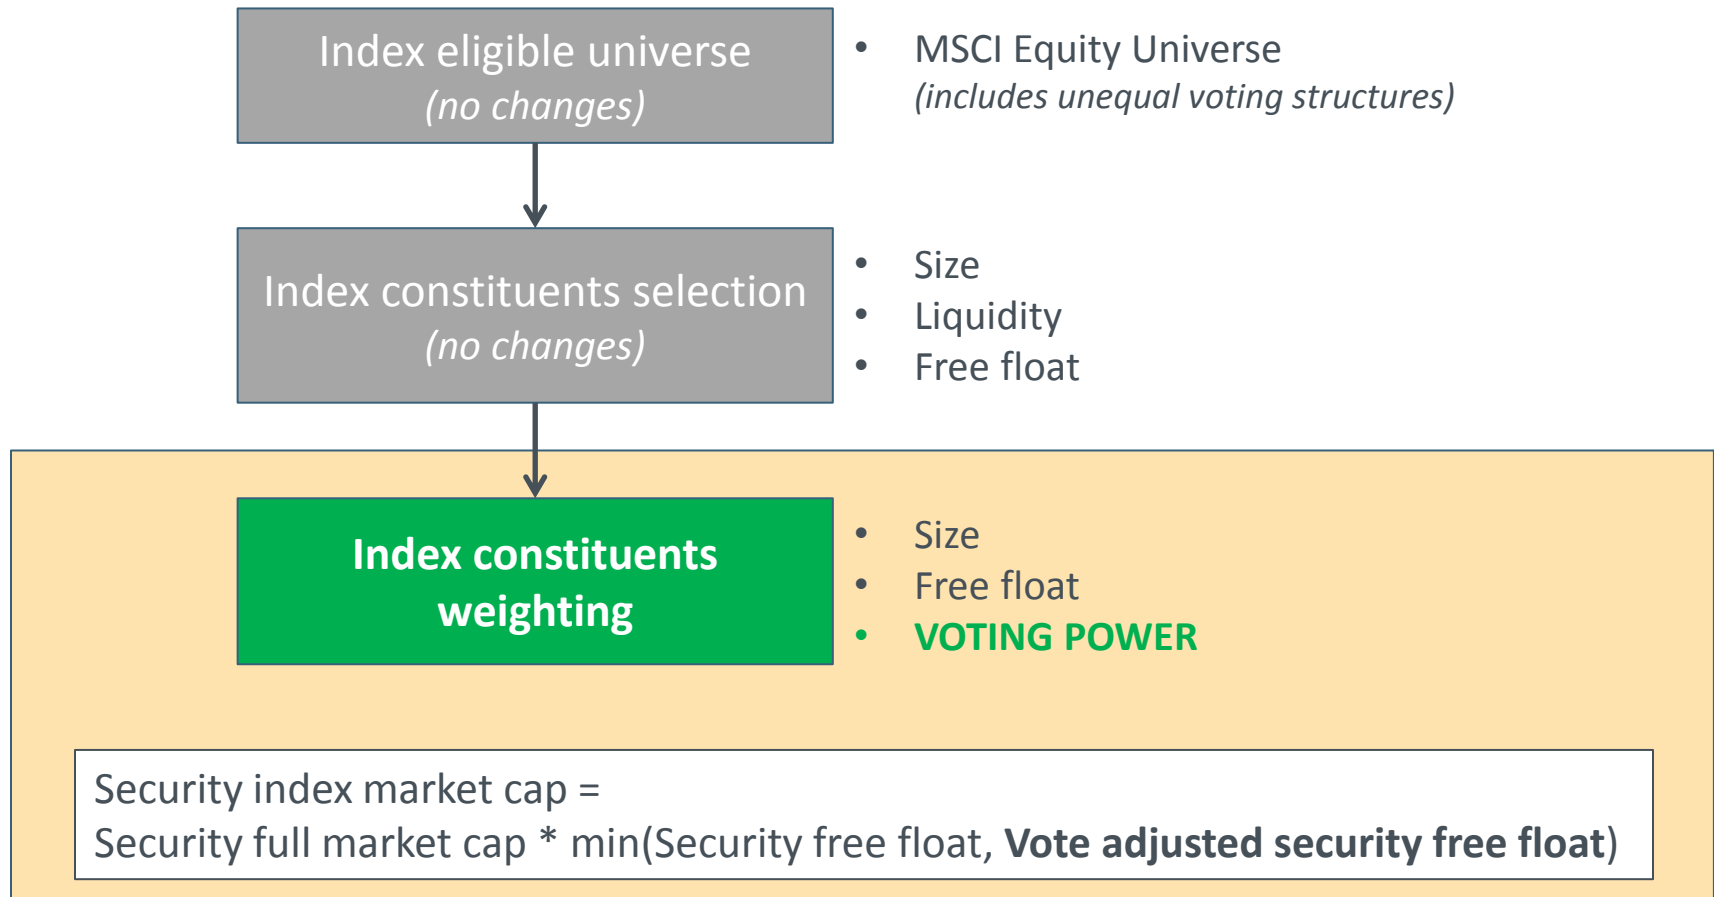 Index eligible universe
(no changes)
• MSCI Equity Universe
(includes unequal voting structures)
Index constituents selection
(no changes)
• Size
• Liquidity
• Free float
Index constituents
weighting
• Size
• Free float
• VOTING POWER
Security index market cap =
Security full market cap * min(Security free float, Vote adjusted security free float)